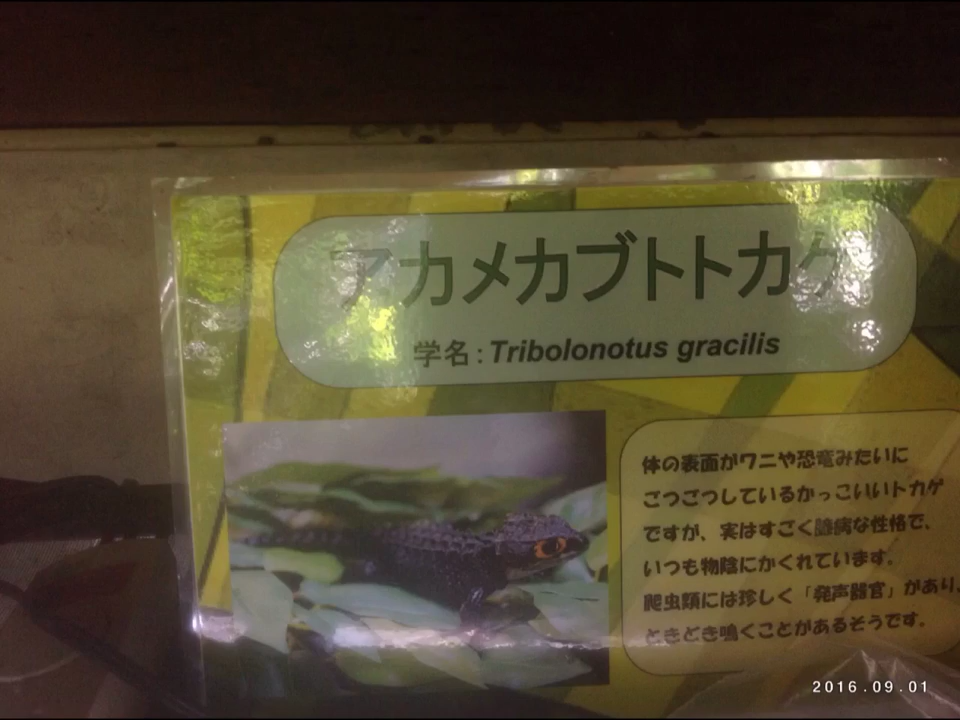 アカメカブトトカゲ
学名：Tribolonotus gracilis
体の表面がワニや恐竜みたいに
ごつごつしているかっこいいトカゲ
ですが、実はすごく臆病な性格で、
いつも物陰にかくれています。
爬虫類には珍しく「発声器官」があり、
ときどき鳴くことがあるそうです。
2016.09.01